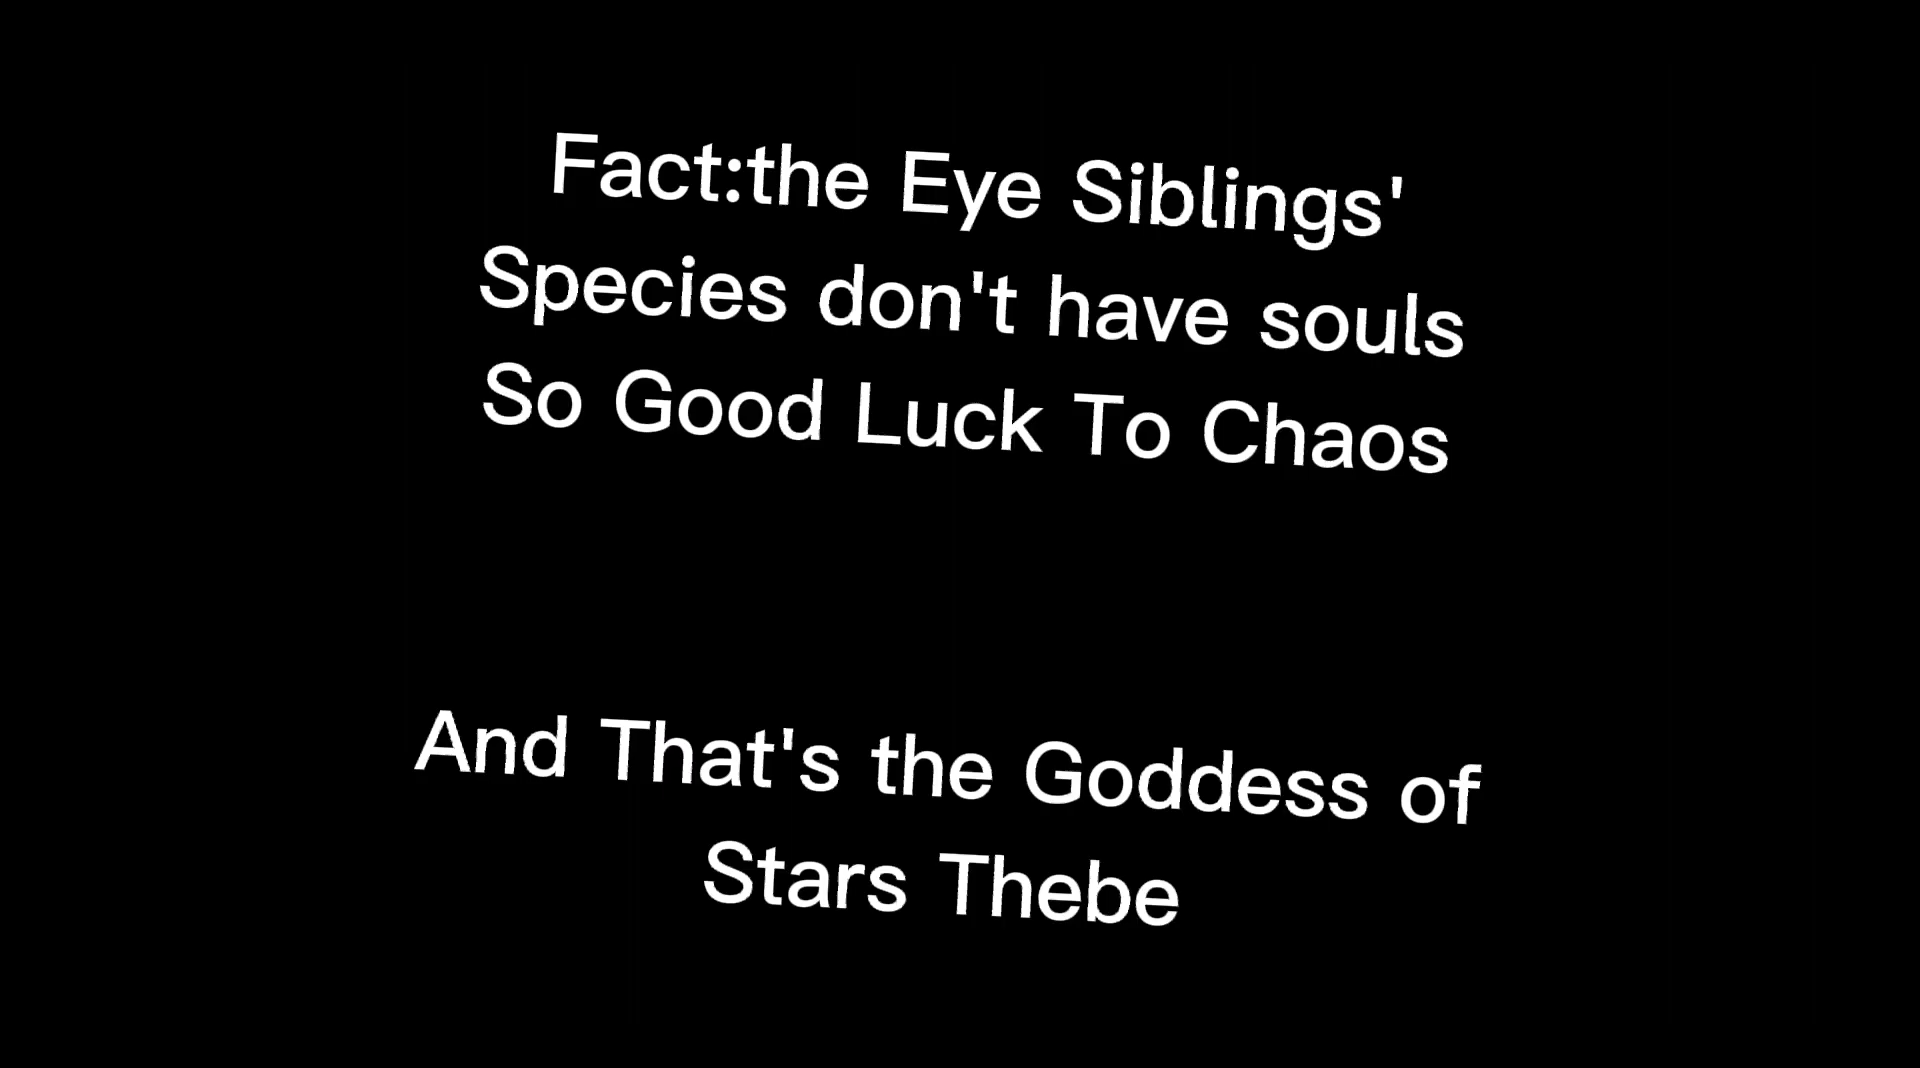 Fact:the Eye Siblings'
Species don't have souls
So Good Luck To Chaos
And That's the Goddess of
Stars Thebe